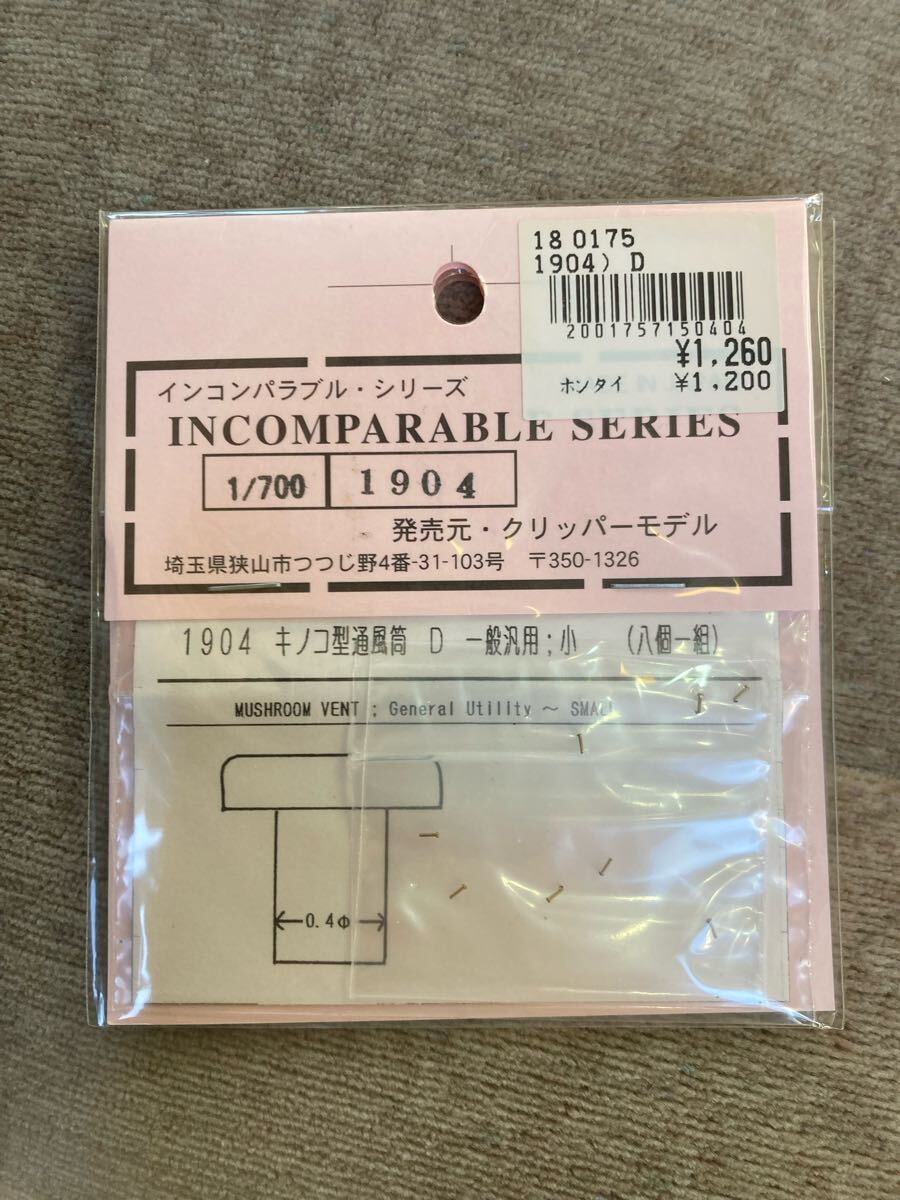 18 0175
1904) D
2001757150404
¥1,260
ホンタイ ¥1,200
インコンパラブル・シリーズ
INCOMPARABLE SERIES
1/700 1904
発売元・クリッパーモデル
埼玉県狭山市つつじ野4番-31-103号 〒350-1326
1904 キノコ型通風筒 D 一般汎用;小 (八個一組)
MUSHROOM VENT ; General Utility ~ SMALL
0.4Φ